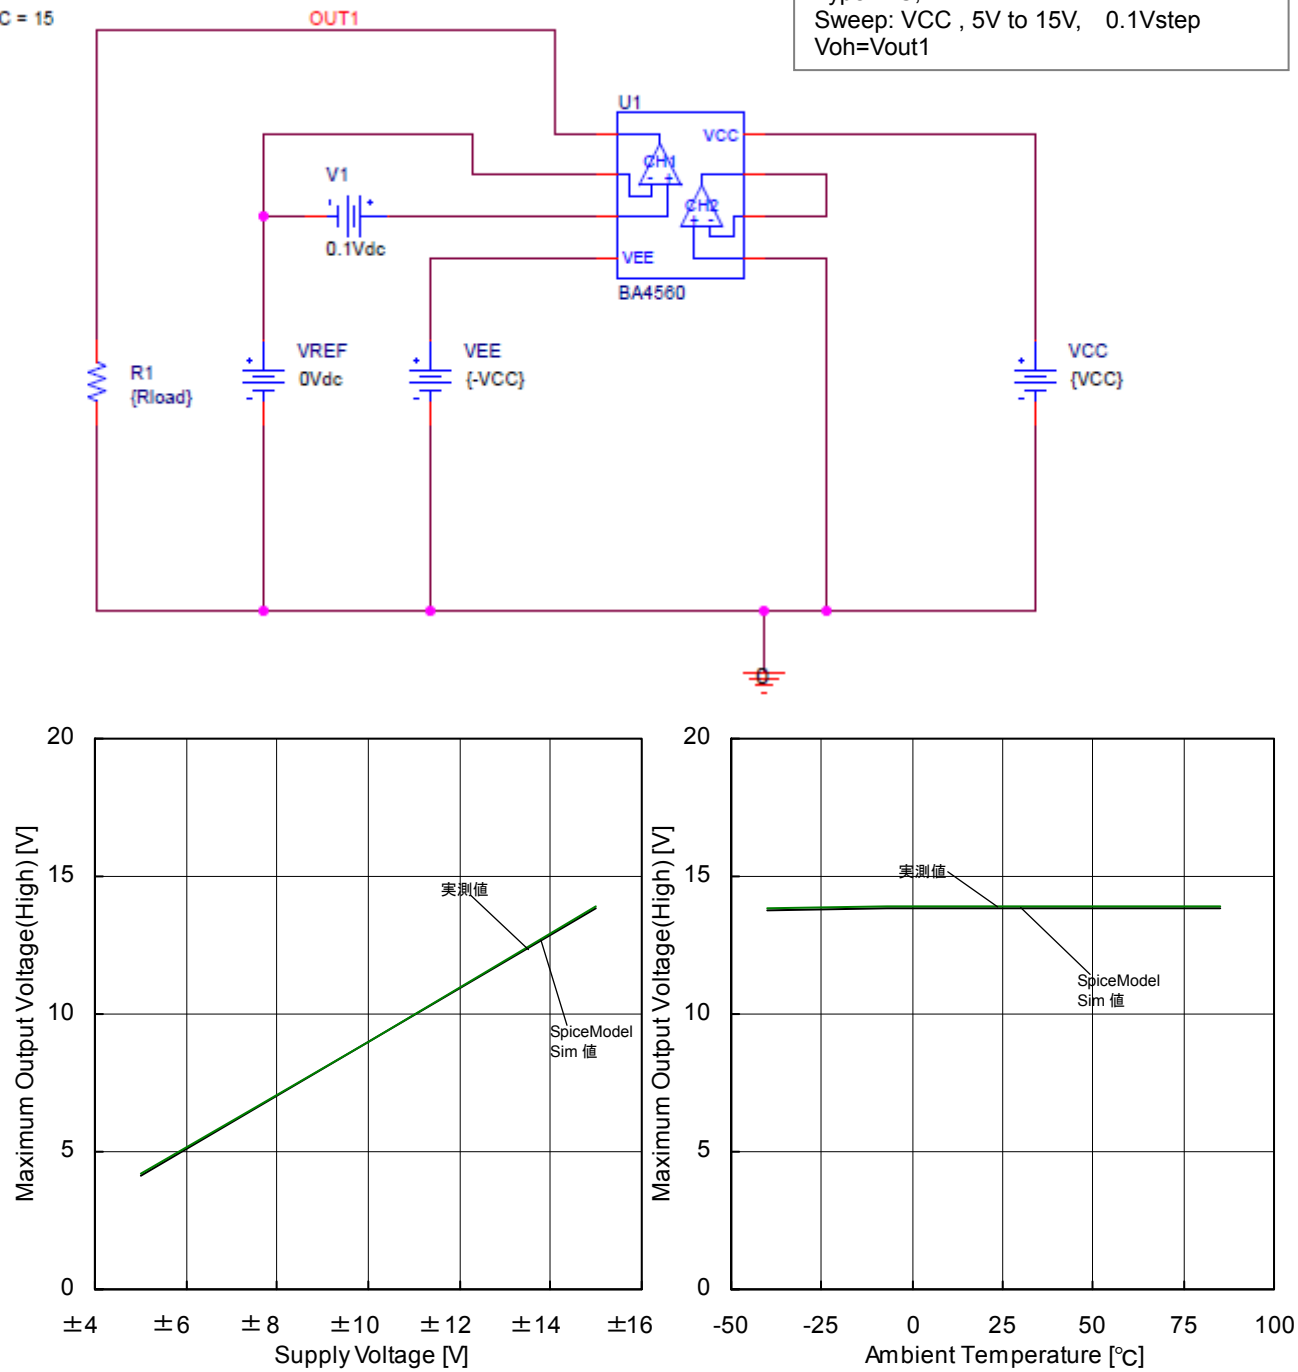 C = 15
OUT1
Sweep: VCC , 5V to 15V, 0.1Vstep
Voh=Vout1
U1
VCC
CH1
- +
CH2
+ -
VEE
BA4560
V1
- +
0.1Vdc
R1
{Rload}
+
VREF
0Vdc
-
+
VEE
{-VCC}
-
+
VCC
{VCC}
-
0
Maximum Output Voltage(High) [V]
20
15
10
5
0
実測値
SpiceModel
Sim 値
±4 ±6 ±8 ±10 ±12 ±14 ±16
Supply Voltage [V]
Maximum Output Voltage(High) [V]
20
15
10
5
0
実測値
SpiceModel
Sim 値
-50 -25 0 25 50 75 100
Ambient Temperature [℃]